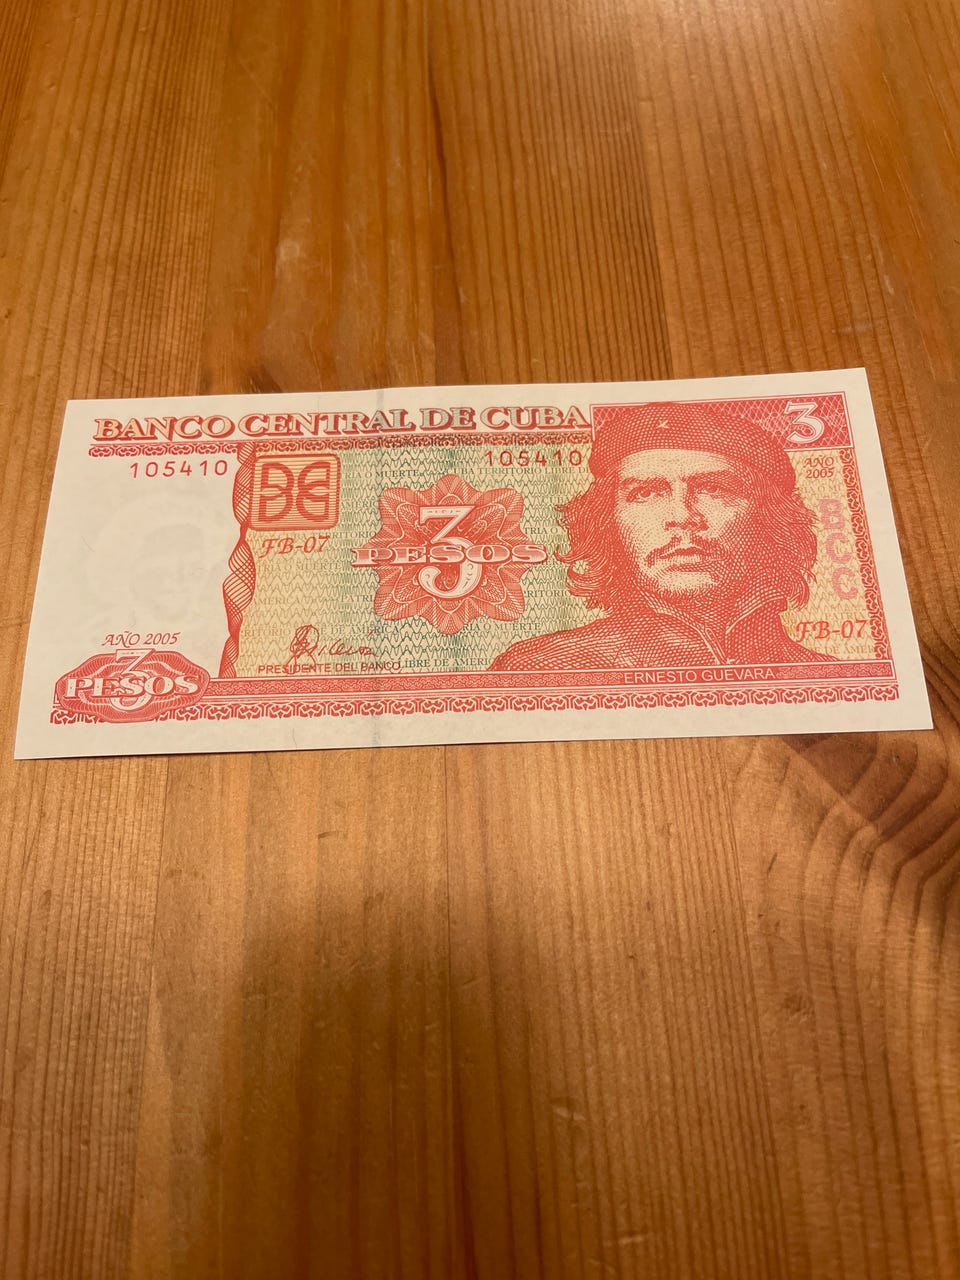 BANCO CENTRAL DE CUBA
3
105410
105410
AÑO
2005
BCC
FB-07
3
PESOS
FB-07
AÑO 2005
3
PESOS
PRESIDENTE DEL BANCO
ERNESTO GUEVARA